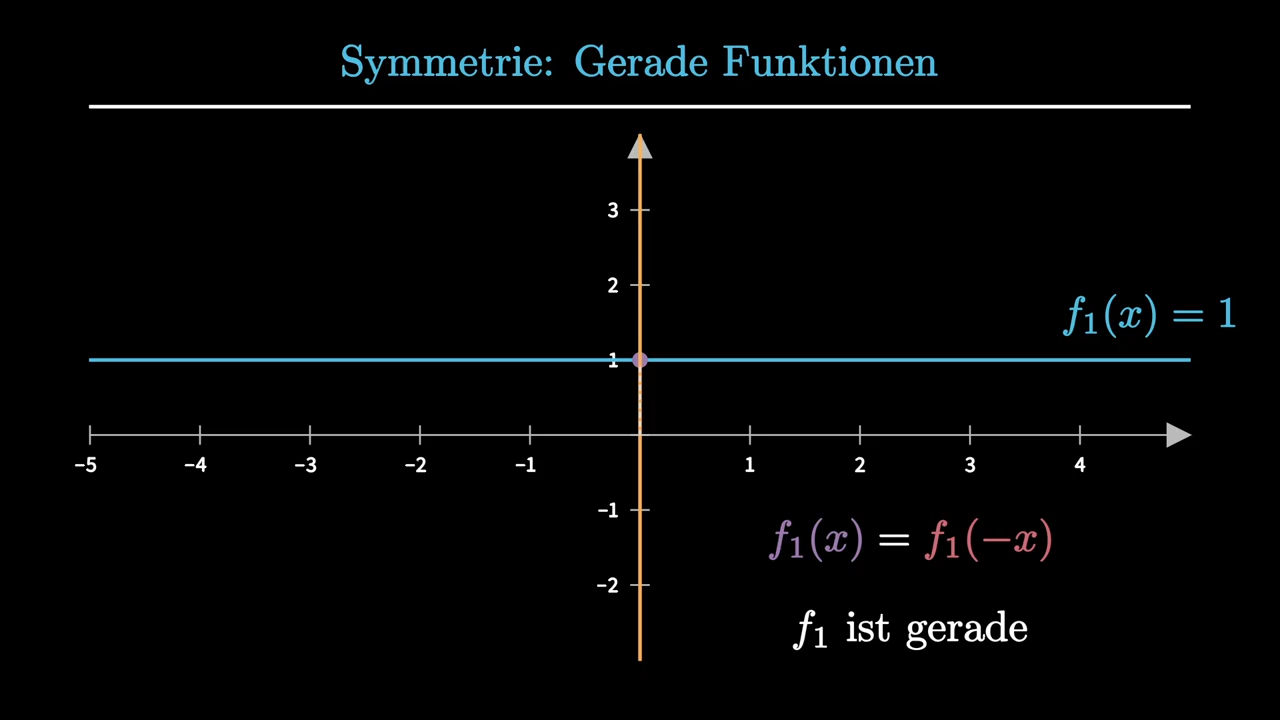 Symmetrie: Gerade Funktionen
3
2
f₁(x) = 1
1
−5 −4 −3 −2 −1 1 2 3 4
−1
f₁(x) = f₁(−x)
−2
f₁ ist gerade